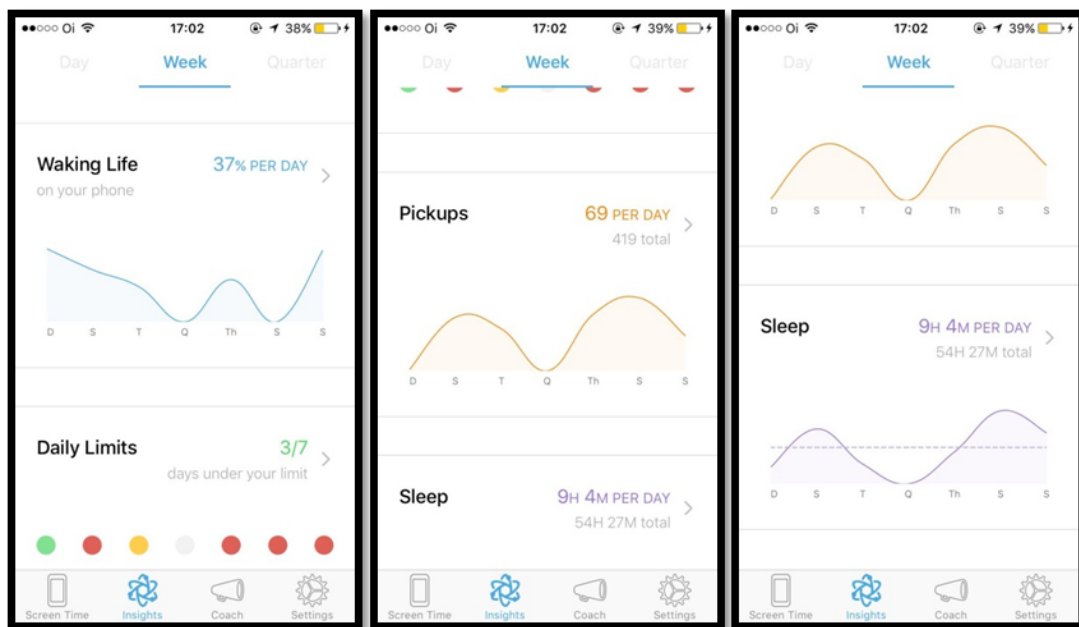 ●●○○○ Oi 17:02 38%
Day Week Quarter
Waking Life 37% PER DAY
on your phone
D S T Q Th S S
Daily Limits 3/7
days under your limit
Screen Time Insights Coach Settings
●●○○○ Oi 17:02 39%
Day Week Quarter
Pickups 69 PER DAY
419 total
D S T Q Th S S
Sleep 9H 4M PER DAY
54H 27M total
Screen Time Insights Coach Settings
●●○○○ Oi 17:02 39%
Day Week Quarter
D S T Q Th S S
Sleep 9H 4M PER DAY
54H 27M total
D S T Q Th S S
Screen Time Insights Coach Settings